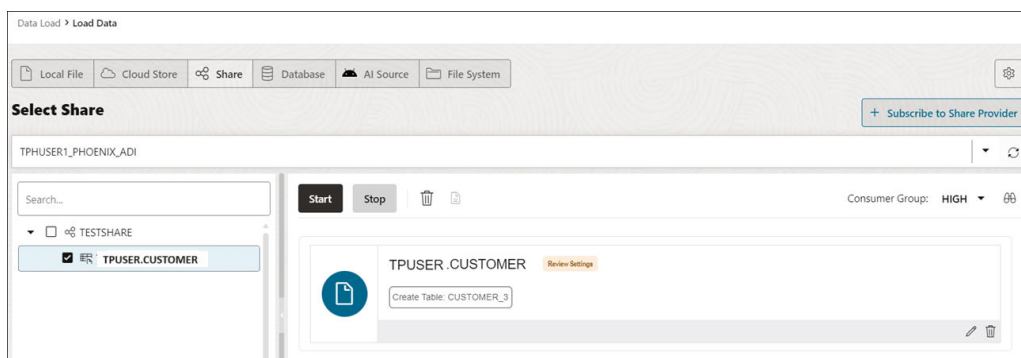 Data Load > Load Data
Local File Cloud Store Share Database AI Source File System
Select Share
+ Subscribe to Share Provider
TPHUSER1_PHOENIX_ADI
Search...
Start Stop
Consumer Group: HIGH
TESTSHARE
TPUSER.CUSTOMER
TPUSER.CUSTOMER Review Settings
Create Table: CUSTOMER_3